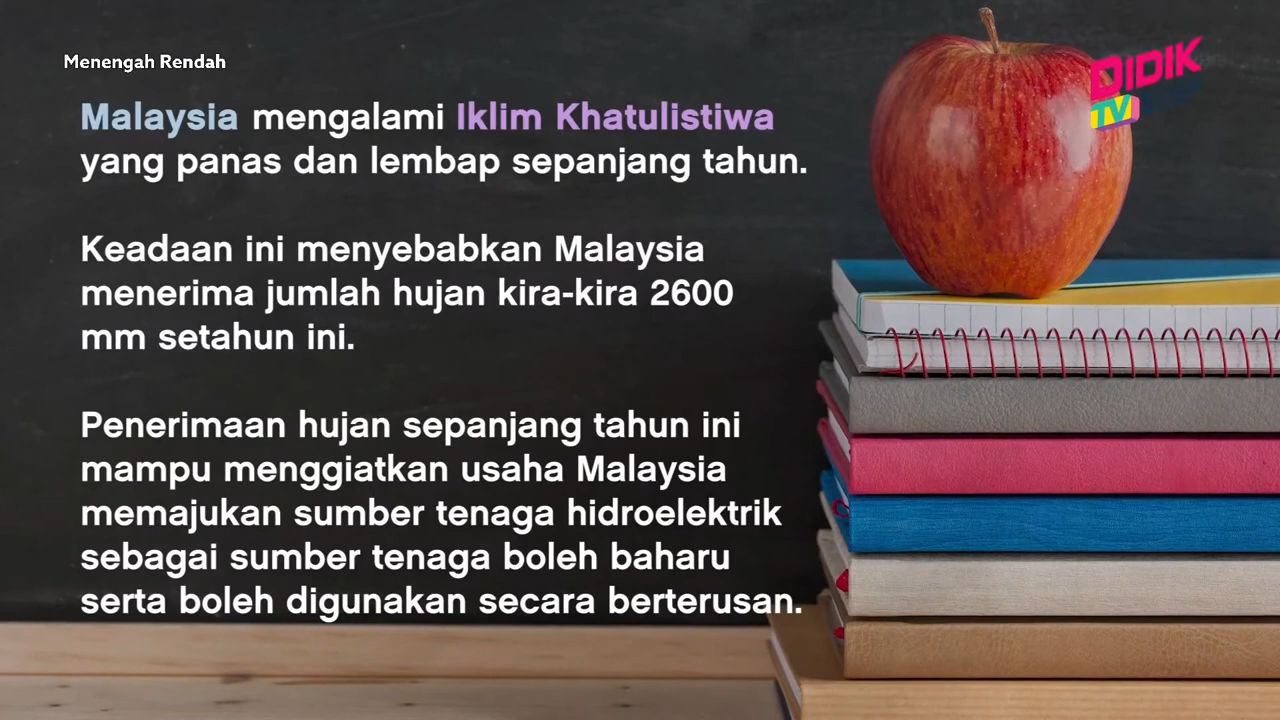 Menengah Rendah
DIDIK
TV
Malaysia mengalami Iklim Khatulistiwa
yang panas dan lembap sepanjang tahun.
Keadaan ini menyebabkan Malaysia
menerima jumlah hujan kira-kira 2600
mm setahun ini.
Penerimaan hujan sepanjang tahun ini
mampu menggiatkan usaha Malaysia
memajukan sumber tenaga hidroelektrik
sebagai sumber tenaga boleh baharu
serta boleh digunakan secara berterusan.